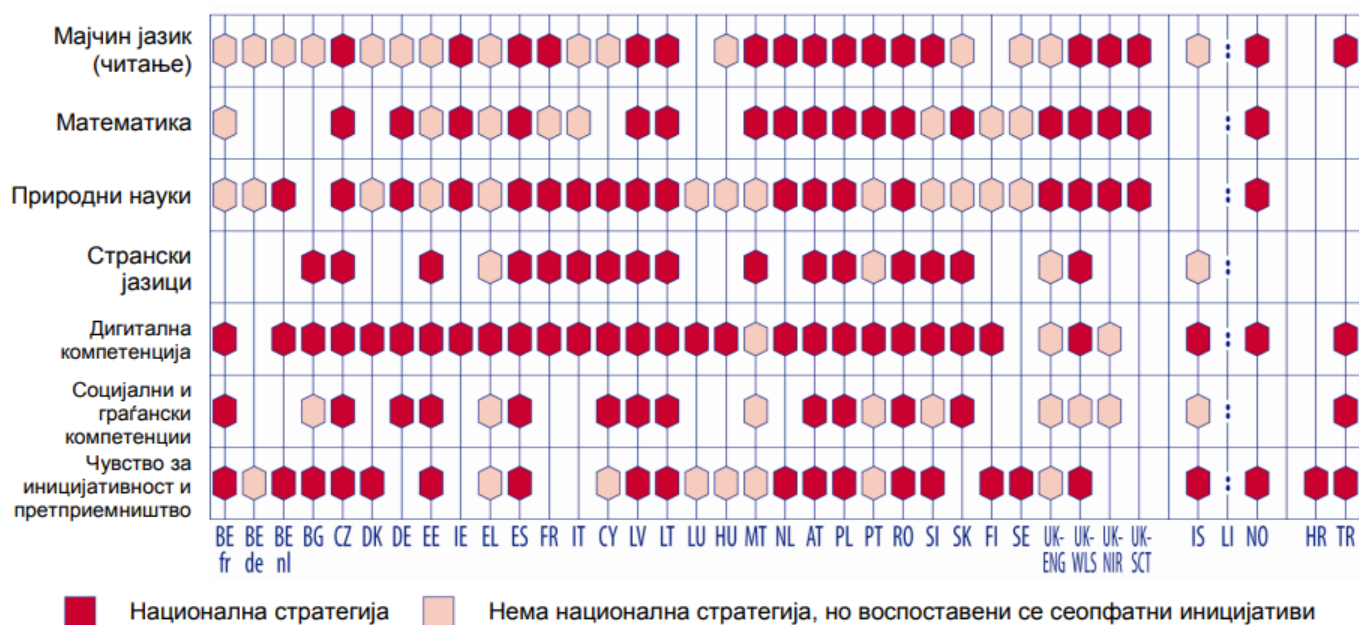 Мајчин јазик
(читање)
Математика
Природни науки
Странски
јазици
Дигитална
компетенција
Социјални и
граѓански
компетенции
Чувство за
иницијативност и
претприемништво
BE BE BE BG CZ DK DE EE IE EL ES FR IT CY LV LT LU HU MT NL AT PL PT RO SI SK FI SE UK- UK- UK- UK- IS LI NO HR TR
fr de nl ENG WLS NIR SCT
Национална стратегија Нема национална стратегија, но воспоставени се сеопфатни иницијативи